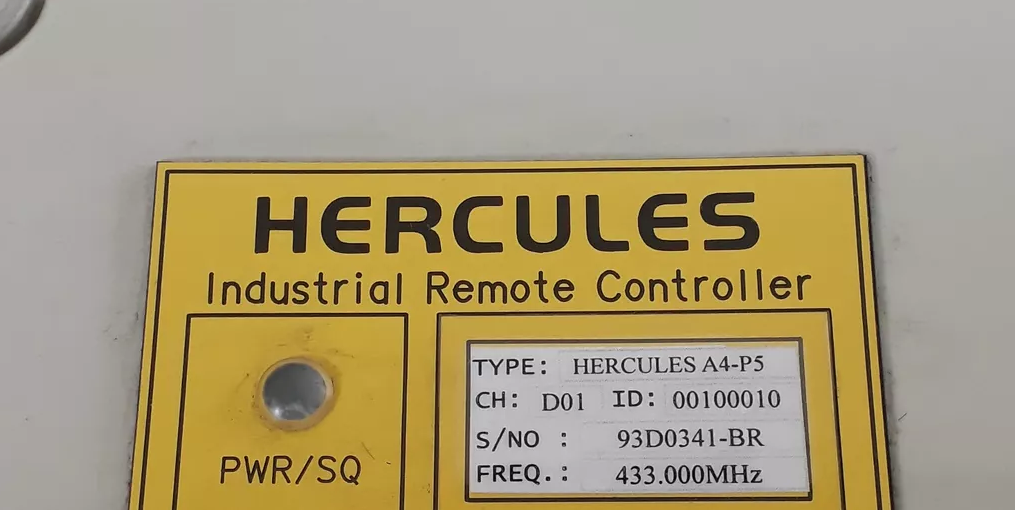 HERCULES
Industrial Remote Controller
PWR/SQ
TYPE: HERCULES A4-P5
CH: D01 ID: 00100010
S/NO : 93D0341-BR
FREQ.: 433.000MHz